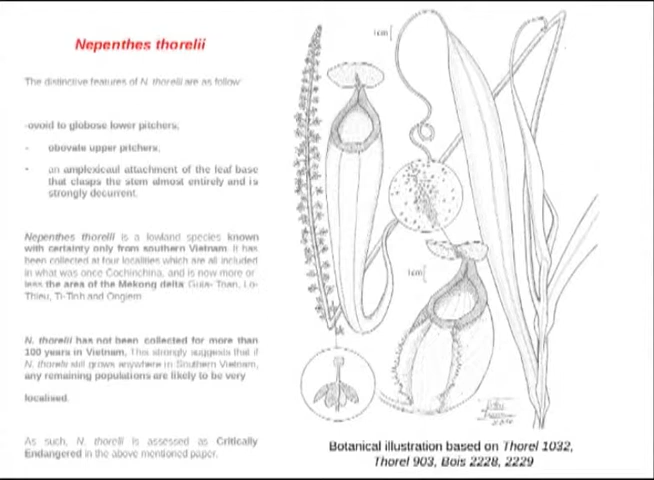 Nepenthes thorelii
The distinctive features of N. thorelii are as follow:
-ovoid to globose lower pitchers;
- obovate upper pitchers;
- an amplexicaul attachment of the leaf base
that clasps the stem almost entirely and is
strongly decurrent.
Nepenthes thorelii is a lowland species known
with certainty only from southern Vietnam. It has
been collected at four localities which are all included
in what was once Cochinchina, and is now more or
less the area of the Mekong delta: Guia-Toan, Lo-
Thieu, Ti-Tinh and Ongiem
N. thorelii has not been collected for more than
100 years in Vietnam. This strongly suggests that if
N. thorelii still grows anywhere in Southern Vietnam,
any remaining populations are likely to be very
localised.
As such, N. thorelii is assessed as Critically
Endangered in the above mentioned paper.
1cm
1cm
Botanical illustration based on Thorel 1032,
Thorel 903, Bois 2228, 2229